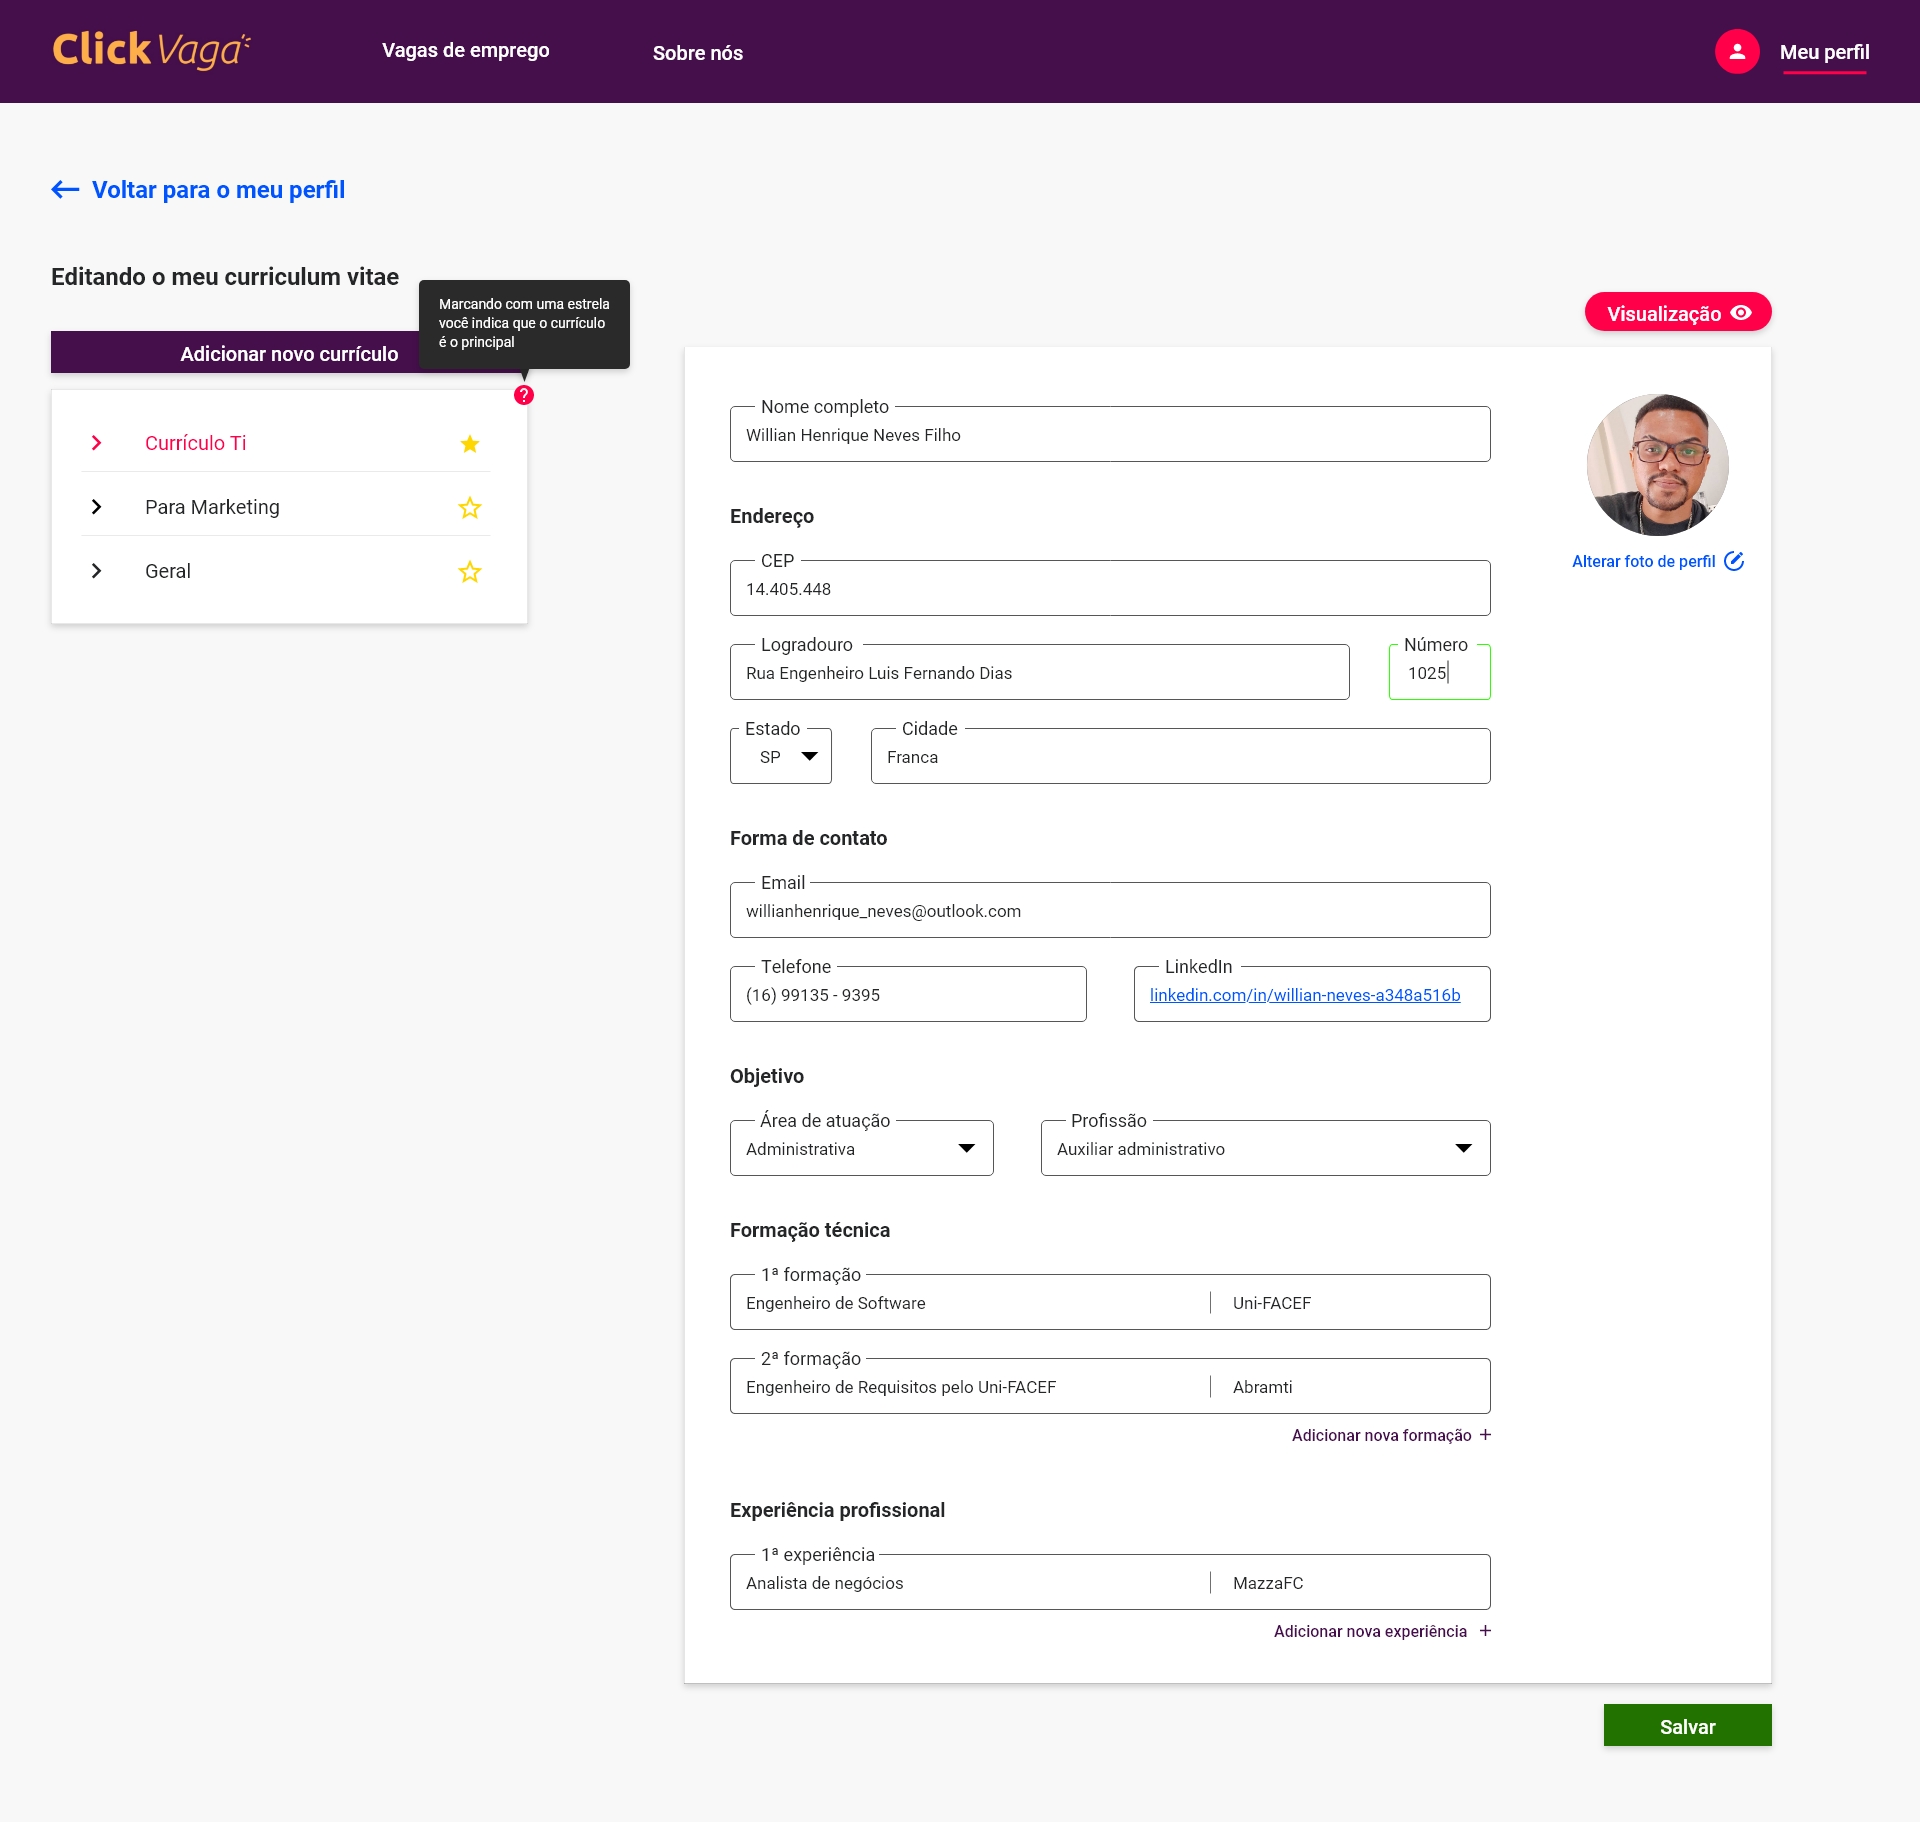 ClickVaga
Vagas de emprego
Sobre nós
Meu perfil
Voltar para o meu perfil
Editando o meu curriculum vitae
Marcando com uma estrela
você indica que o currículo
é o principal
Adicionar novo currículo
?
Currículo Ti
Para Marketing
Geral
Visualização
Nome completo
Willian Henrique Neves Filho
Alterar foto de perfil
Endereço
CEP
14.405.448
Logradouro
Rua Engenheiro Luis Fernando Dias
Número
1025
Estado
SP
Cidade
Franca
Forma de contato
Email
willianhenrique_neves@outlook.com
Telefone
(16) 99135 - 9395
LinkedIn
linkedin.com/in/willian-neves-a348a516b
Objetivo
Área de atuação
Administrativa
Profissão
Auxiliar administrativo
Formação técnica
1ª formação
Engenheiro de Software | Uni-FACEF
2ª formação
Engenheiro de Requisitos pelo Uni-FACEF | Abramti
Adicionar nova formação +
Experiência profissional
1ª experiência
Analista de negócios | MazzaFC
Adicionar nova experiência +
Salvar